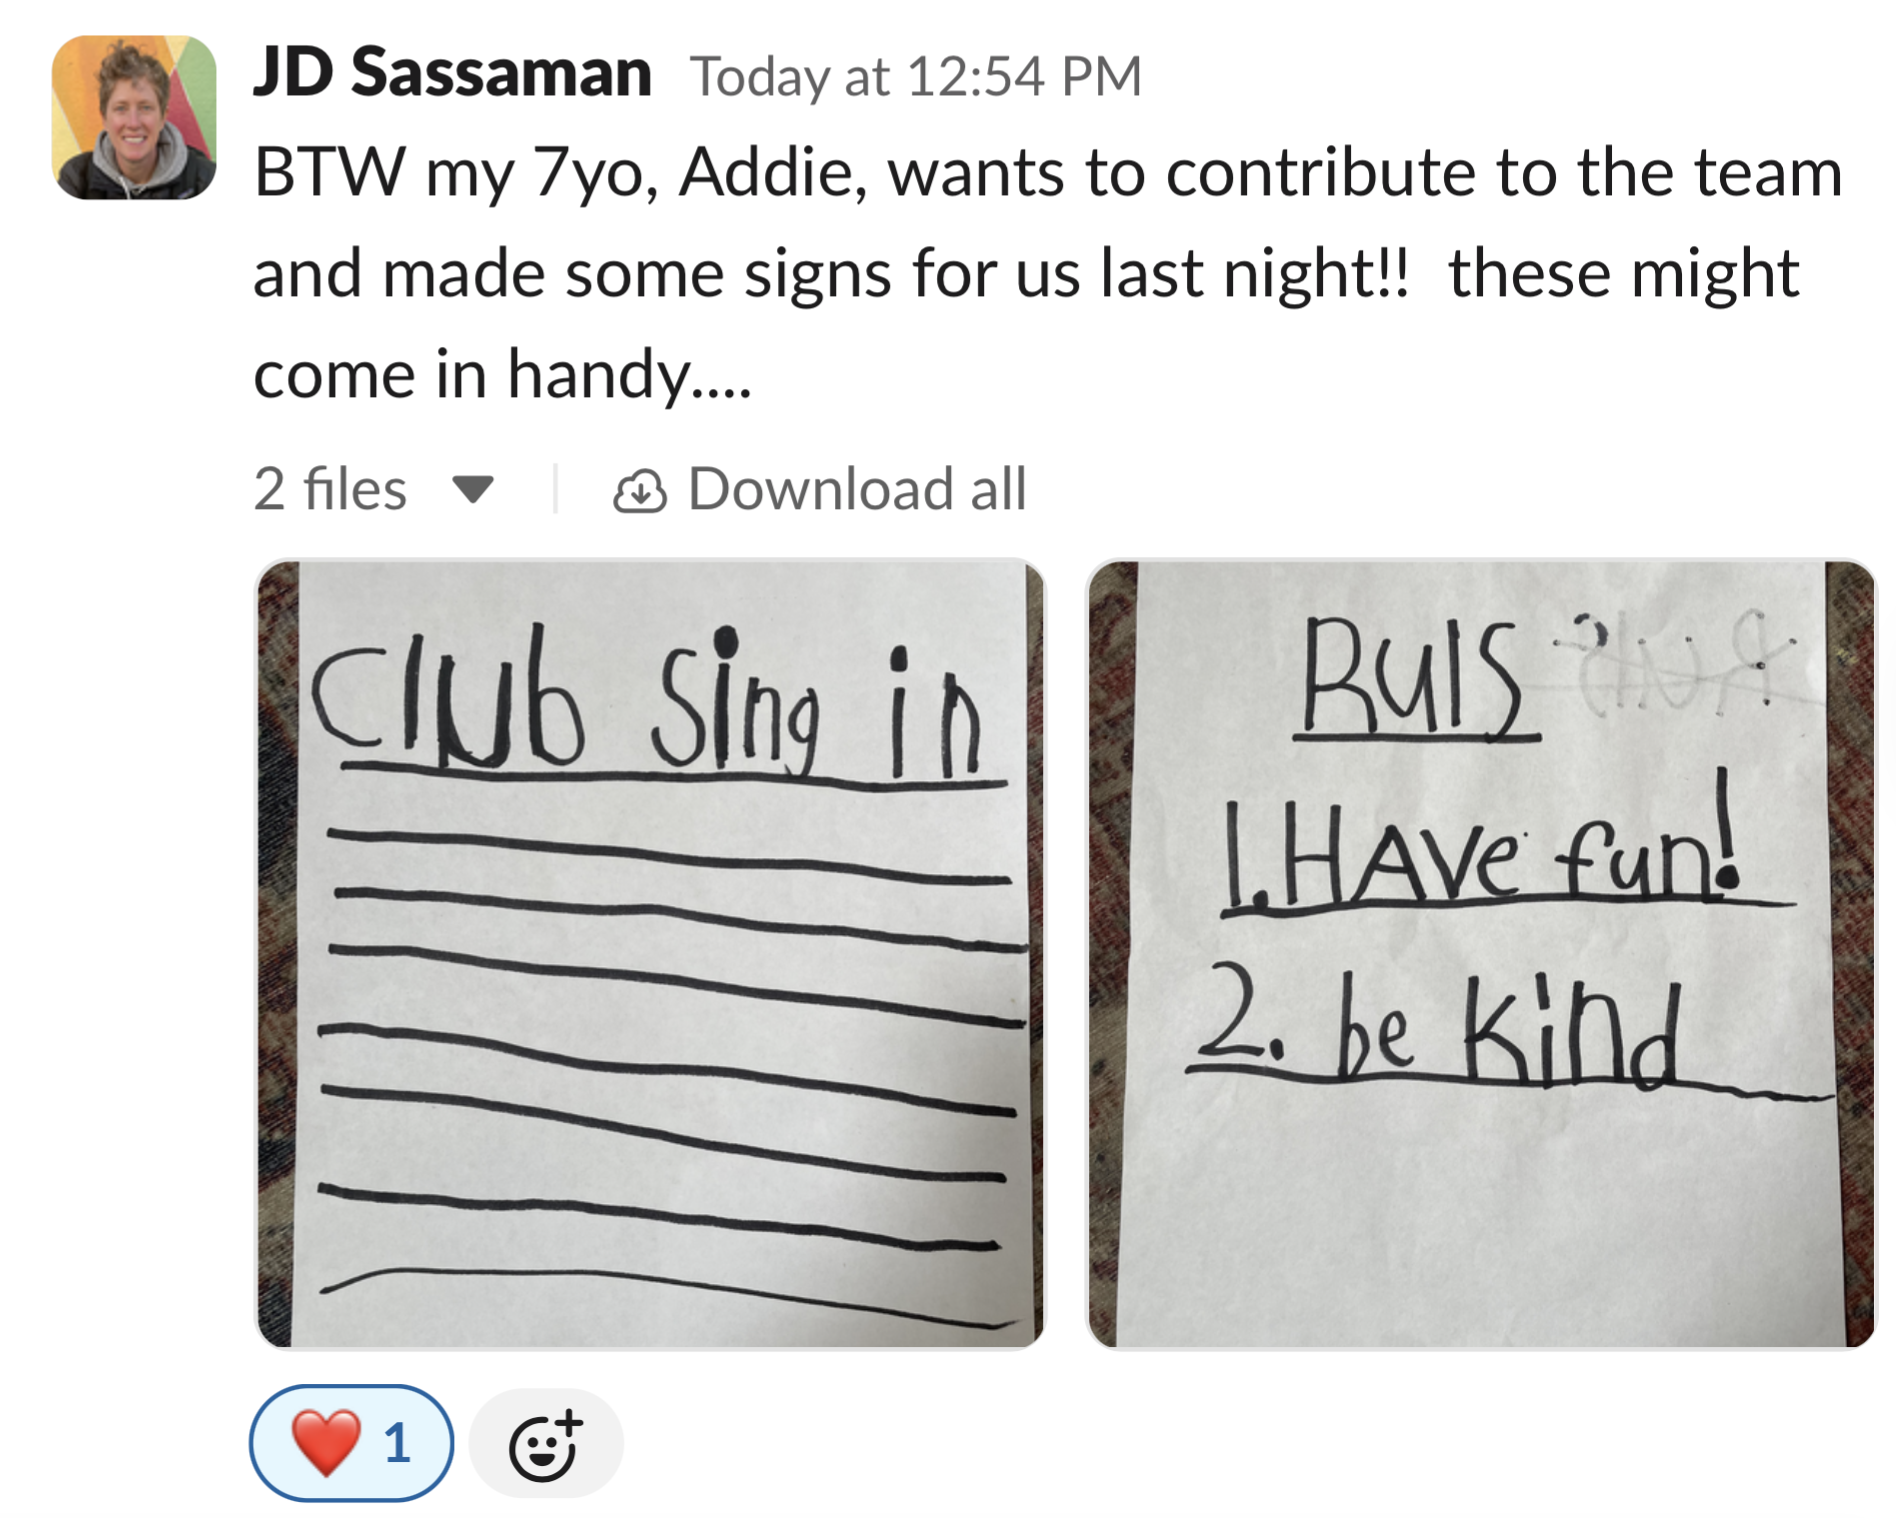 JD Sassaman Today at 12:54 PM
BTW my 7yo, Addie, wants to contribute to the team
and made some signs for us last night!! these might
come in handy....
2 files Download all
Club Sing in
Ruls
1. HAVe fun!
2. be kind
1